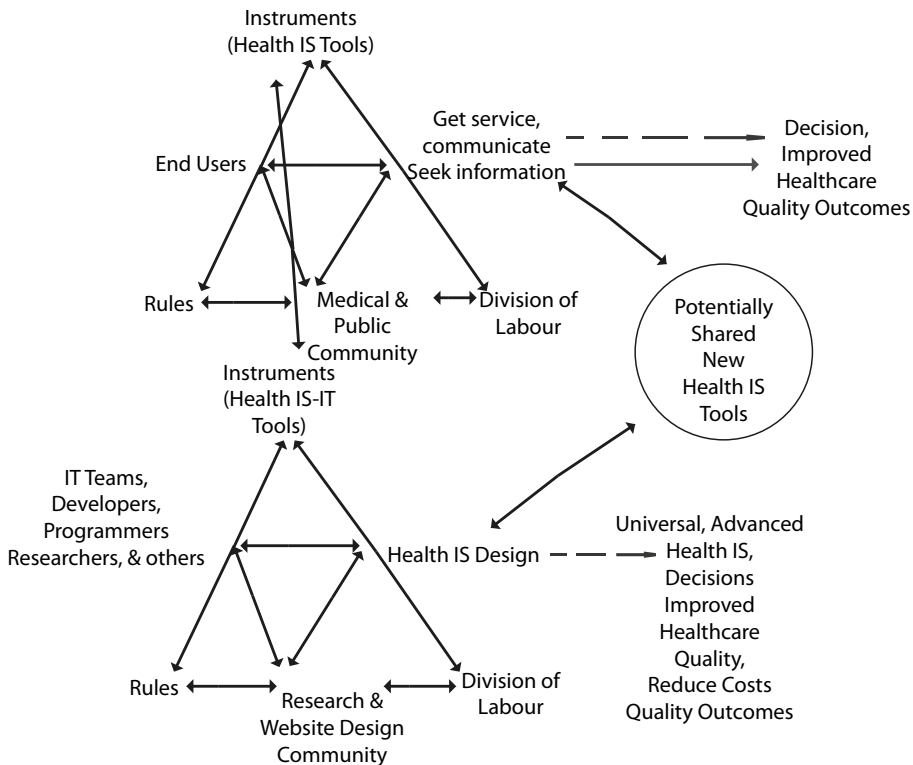 Instruments
(Health IS Tools)
Get service,
communicate
Seek information
Decision,
Improved
Healthcare
Quality Outcomes
End Users
Rules
Medical &
Public
Community
Division of
Labour
Potentially
Shared
New
Health IS
Tools
Instruments
(Health IS-IT
Tools)
IT Teams,
Developers,
Programmers
Researchers, & others
Health IS Design
Universal, Advanced
Health IS,
Decisions
Improved
Healthcare
Quality,
Reduce Costs
Quality Outcomes
Rules
Research &
Website Design
Community
Division of
Labour